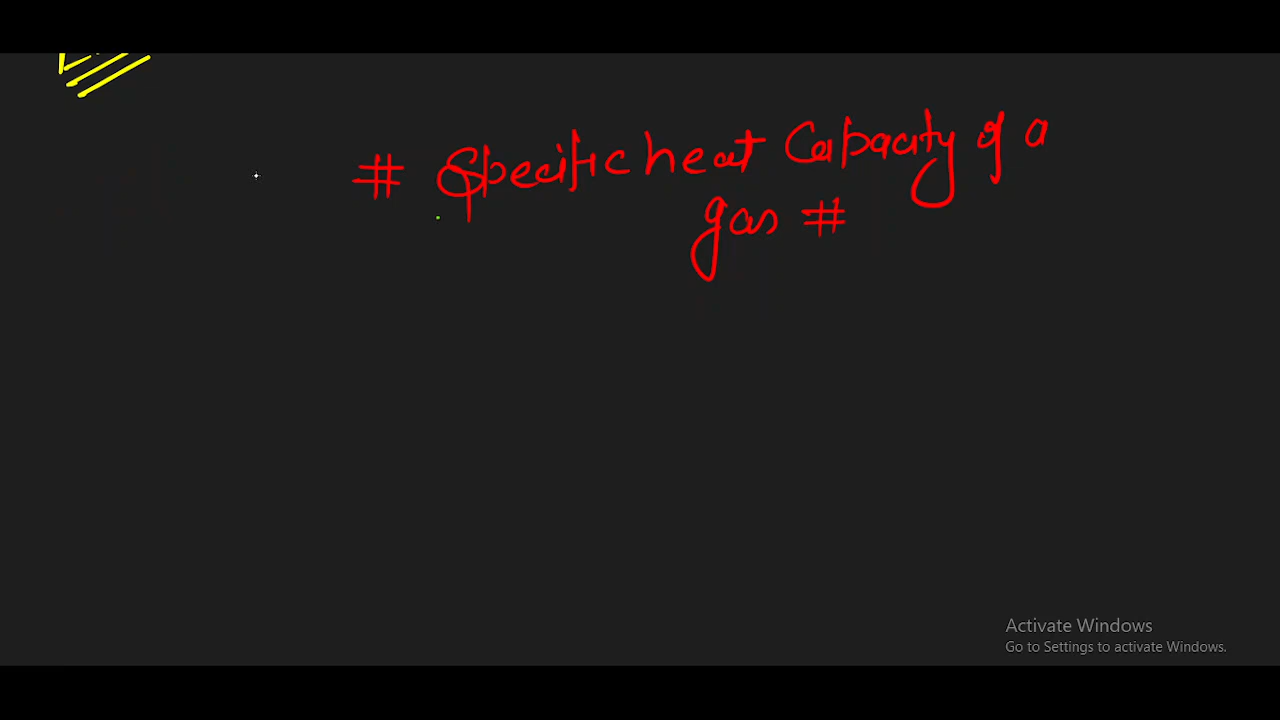 # Specific heat Capacity of a
gas #
Activate Windows
Go to Settings to activate Windows.